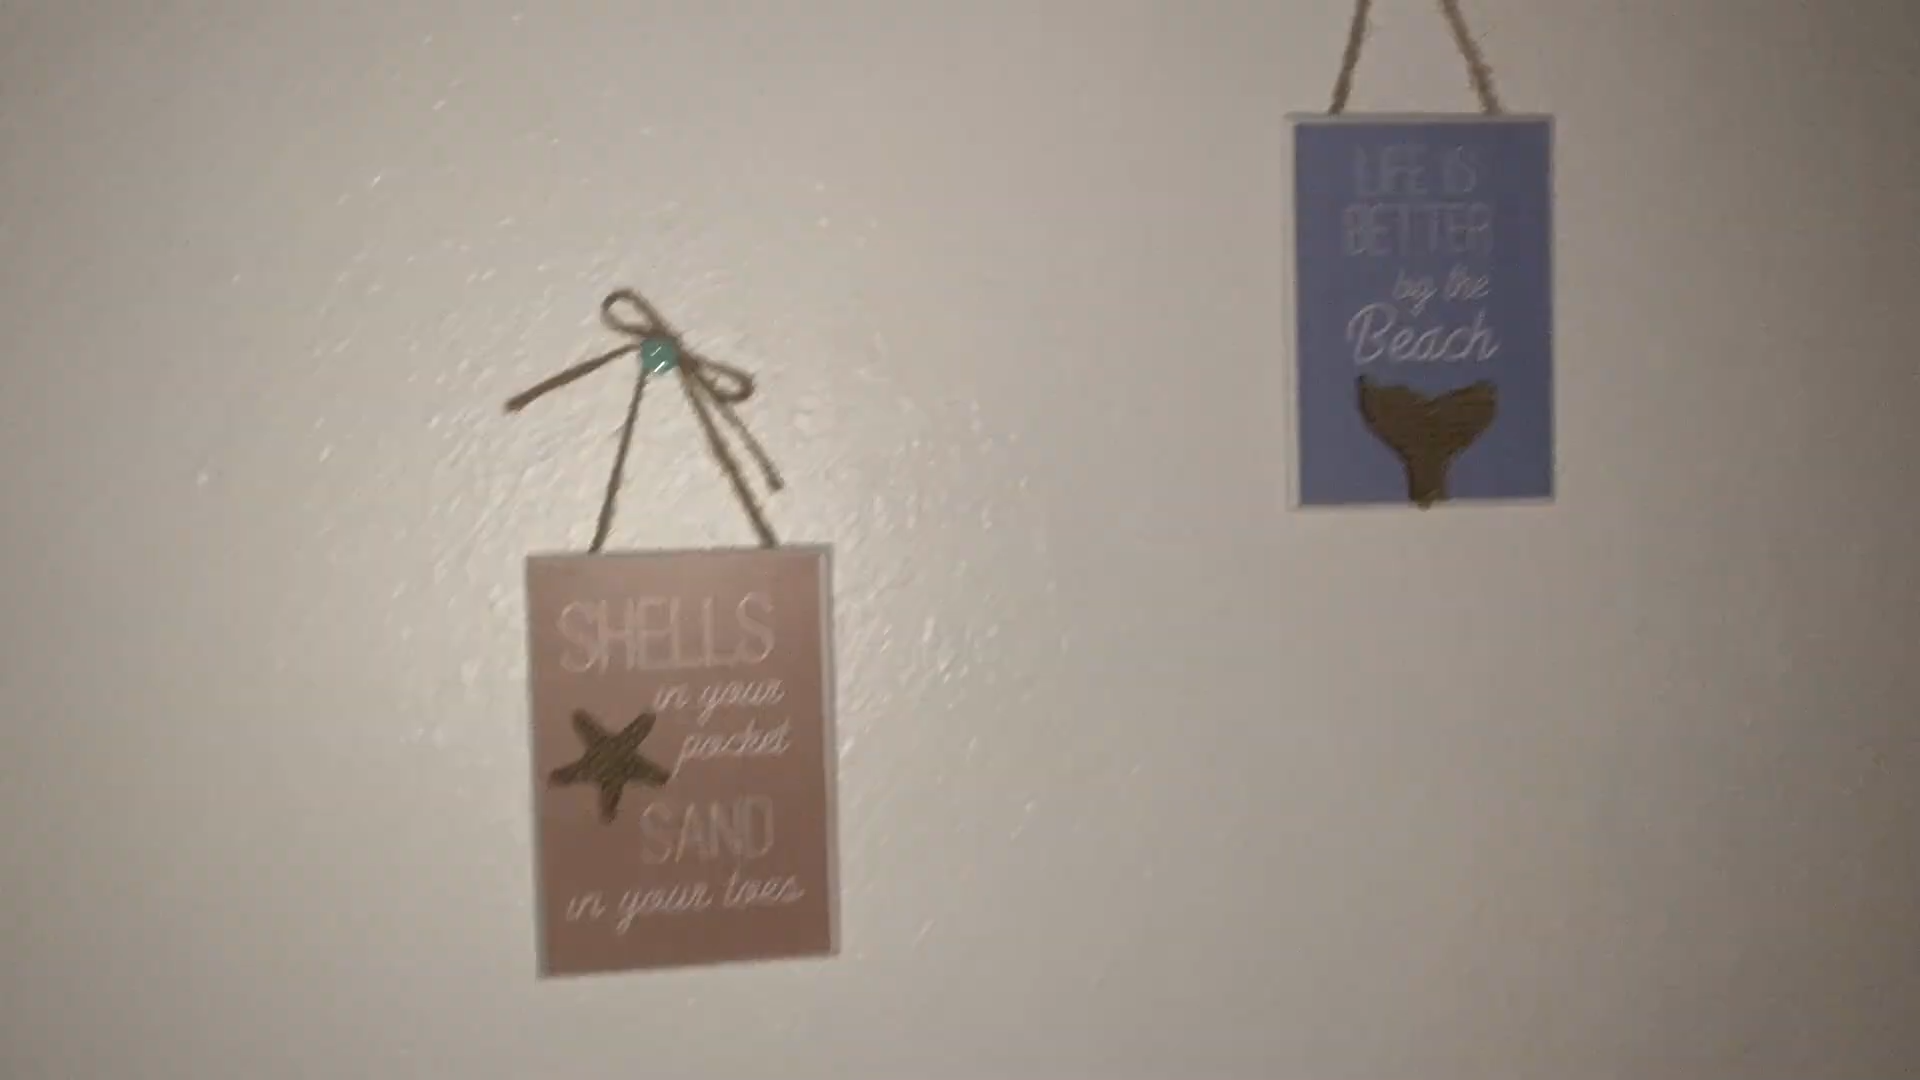 SHELLS
in your
pocket
SAND
in your toes
LIFE IS
BETTER
by the
Beach